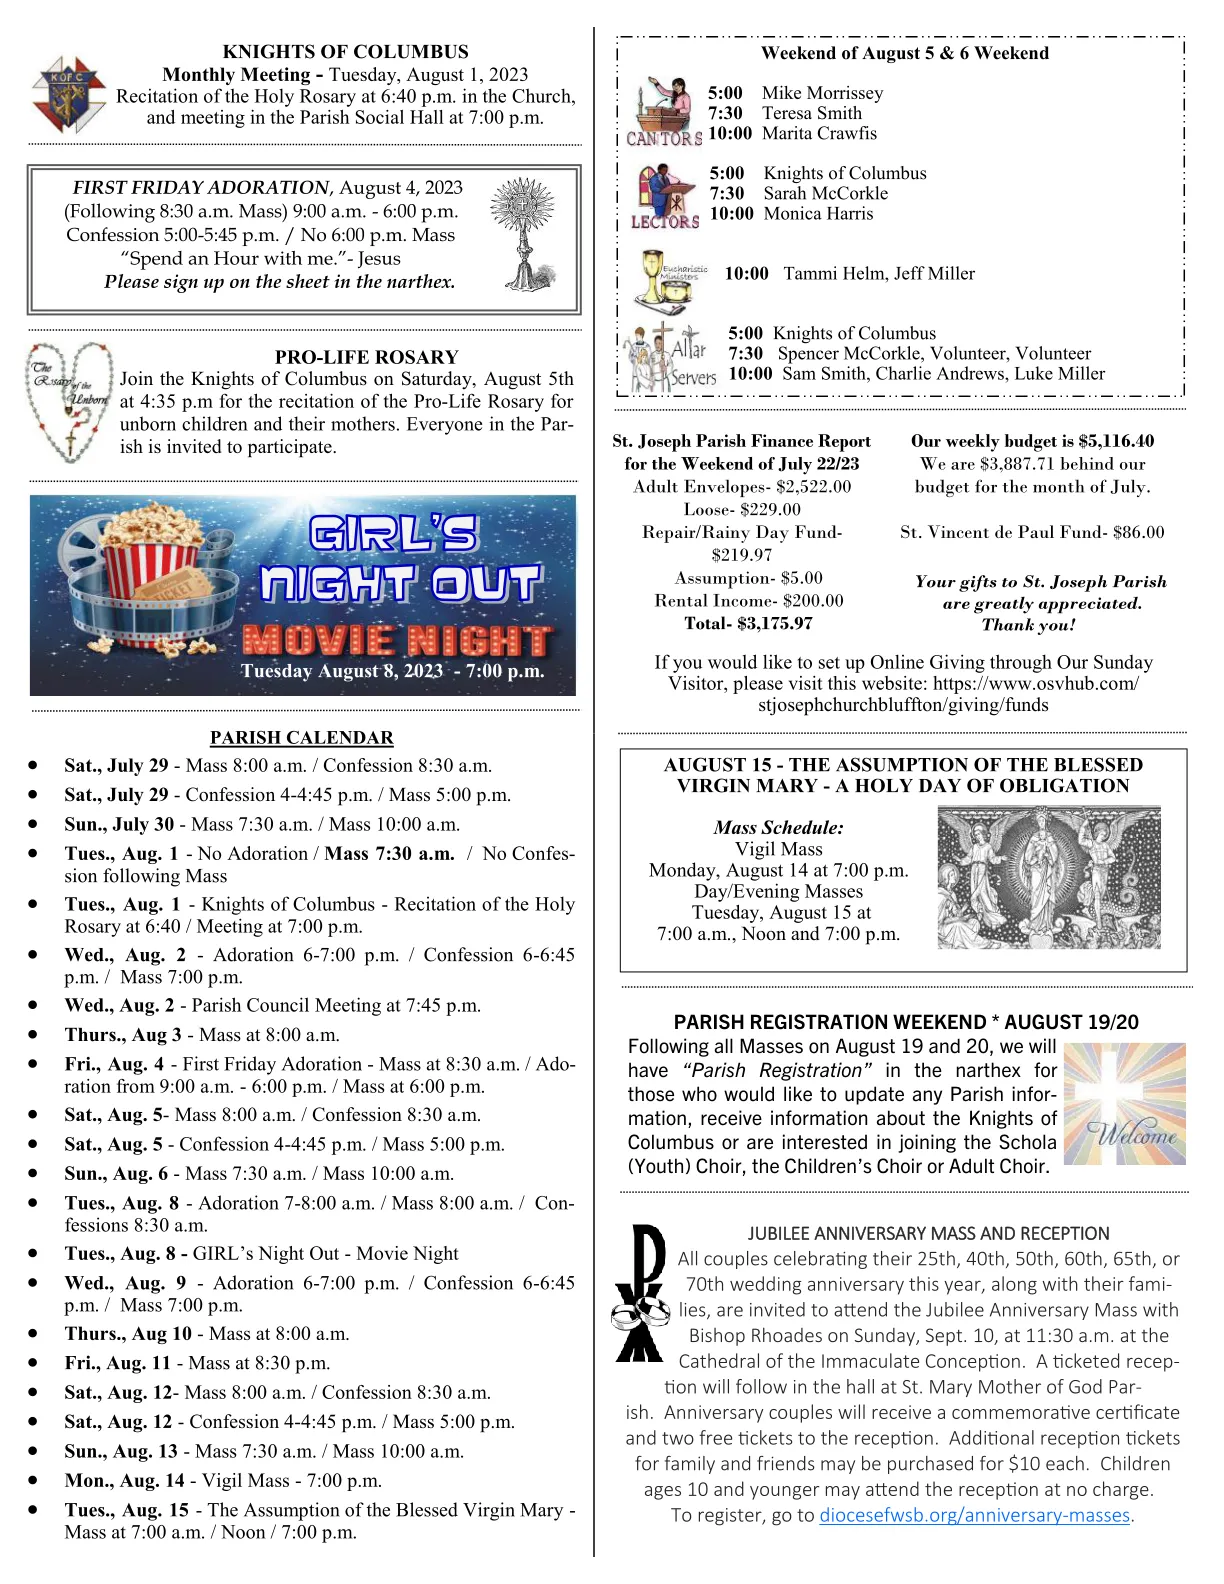 KNIGHTS OF COLUMBUS
Monthly Meeting - Tuesday, August 1, 2023
Recitation of the Holy Rosary at 6:40 p.m. in the Church,
and meeting in the Parish Social Hall at 7:00 p.m.
K OF C
FIRST FRIDAY ADORATION, August 4, 2023
(Following 8:30 a.m. Mass) 9:00 a.m. - 6:00 p.m.
Confession 5:00-5:45 p.m. / No 6:00 p.m. Mass
“Spend an Hour with me.”- Jesus
Please sign up on the sheet in the narthex.
The
Rosary of the
Unborn
PRO-LIFE ROSARY
Join the Knights of Columbus on Saturday, August 5th
at 4:35 p.m for the recitation of the Pro-Life Rosary for
unborn children and their mothers. Everyone in the Par-
ish is invited to participate.
GIRL'S
NIGHT OUT
MOVIE NIGHT
TICKET
Tuesday August 8, 2023 - 7:00 p.m.
PARISH CALENDAR
• Sat., July 29 - Mass 8:00 a.m. / Confession 8:30 a.m.
• Sat., July 29 - Confession 4-4:45 p.m. / Mass 5:00 p.m.
• Sun., July 30 - Mass 7:30 a.m. / Mass 10:00 a.m.
• Tues., Aug. 1 - No Adoration / Mass 7:30 a.m. / No Confes-
sion following Mass
• Tues., Aug. 1 - Knights of Columbus - Recitation of the Holy
Rosary at 6:40 / Meeting at 7:00 p.m.
• Wed., Aug. 2 - Adoration 6-7:00 p.m. / Confession 6-6:45
p.m. / Mass 7:00 p.m.
• Wed., Aug. 2 - Parish Council Meeting at 7:45 p.m.
• Thurs., Aug 3 - Mass at 8:00 a.m.
• Fri., Aug. 4 - First Friday Adoration - Mass at 8:30 a.m. / Ado-
ration from 9:00 a.m. - 6:00 p.m. / Mass at 6:00 p.m.
• Sat., Aug. 5- Mass 8:00 a.m. / Confession 8:30 a.m.
• Sat., Aug. 5 - Confession 4-4:45 p.m. / Mass 5:00 p.m.
• Sun., Aug. 6 - Mass 7:30 a.m. / Mass 10:00 a.m.
• Tues., Aug. 8 - Adoration 7-8:00 a.m. / Mass 8:00 a.m. / Con-
fessions 8:30 a.m.
• Tues., Aug. 8 - GIRL’s Night Out - Movie Night
• Wed., Aug. 9 - Adoration 6-7:00 p.m. / Confession 6-6:45
p.m. / Mass 7:00 p.m.
• Thurs., Aug 10 - Mass at 8:00 a.m.
• Fri., Aug. 11 - Mass at 8:30 p.m.
• Sat., Aug. 12- Mass 8:00 a.m. / Confession 8:30 a.m.
• Sat., Aug. 12 - Confession 4-4:45 p.m. / Mass 5:00 p.m.
• Sun., Aug. 13 - Mass 7:30 a.m. / Mass 10:00 a.m.
• Mon., Aug. 14 - Vigil Mass - 7:00 p.m.
• Tues., Aug. 15 - The Assumption of the Blessed Virgin Mary -
Mass at 7:00 a.m. / Noon / 7:00 p.m.
Weekend of August 5 & 6 Weekend
CANTORS
5:00 Mike Morrissey
7:30 Teresa Smith
10:00 Marita Crawfis
LECTORS
5:00 Knights of Columbus
7:30 Sarah McCorkle
10:00 Monica Harris
Eucharistic
Ministers
10:00 Tammi Helm, Jeff Miller
Altar
Servers
5:00 Knights of Columbus
7:30 Spencer McCorkle, Volunteer, Volunteer
10:00 Sam Smith, Charlie Andrews, Luke Miller
St. Joseph Parish Finance Report
for the Weekend of July 22/23
Adult Envelopes- $2,522.00
Loose- $229.00
Repair/Rainy Day Fund-
$219.97
Assumption- $5.00
Rental Income- $200.00
Total- $3,175.97
Our weekly budget is $5,116.40
We are $3,887.71 behind our
budget for the month of July.
St. Vincent de Paul Fund- $86.00
Your gifts to St. Joseph Parish
are greatly appreciated.
Thank you!
If you would like to set up Online Giving through Our Sunday
Visitor, please visit this website: https://www.osvhub.com/
stjosephchurchbluffton/giving/funds
AUGUST 15 - THE ASSUMPTION OF THE BLESSED
VIRGIN MARY - A HOLY DAY OF OBLIGATION
Mass Schedule:
Vigil Mass
Monday, August 14 at 7:00 p.m.
Day/Evening Masses
Tuesday, August 15 at
7:00 a.m., Noon and 7:00 p.m.
PARISH REGISTRATION WEEKEND * AUGUST 19/20
Following all Masses on August 19 and 20, we will
have “Parish Registration” in the narthex for
those who would like to update any Parish infor-
mation, receive information about the Knights of
Columbus or are interested in joining the Schola
(Youth) Choir, the Children’s Choir or Adult Choir.
Welcome
JUBILEE ANNIVERSARY MASS AND RECEPTION
All couples celebrating their 25th, 40th, 50th, 60th, 65th, or
70th wedding anniversary this year, along with their fami-
lies, are invited to attend the Jubilee Anniversary Mass with
Bishop Rhoades on Sunday, Sept. 10, at 11:30 a.m. at the
Cathedral of the Immaculate Conception. A ticketed recep-
tion will follow in the hall at St. Mary Mother of God Par-
ish. Anniversary couples will receive a commemorative certificate
and two free tickets to the reception. Additional reception tickets
for family and friends may be purchased for $10 each. Children
ages 10 and younger may attend the reception at no charge.
To register, go to diocesefwsb.org/anniversary-masses.